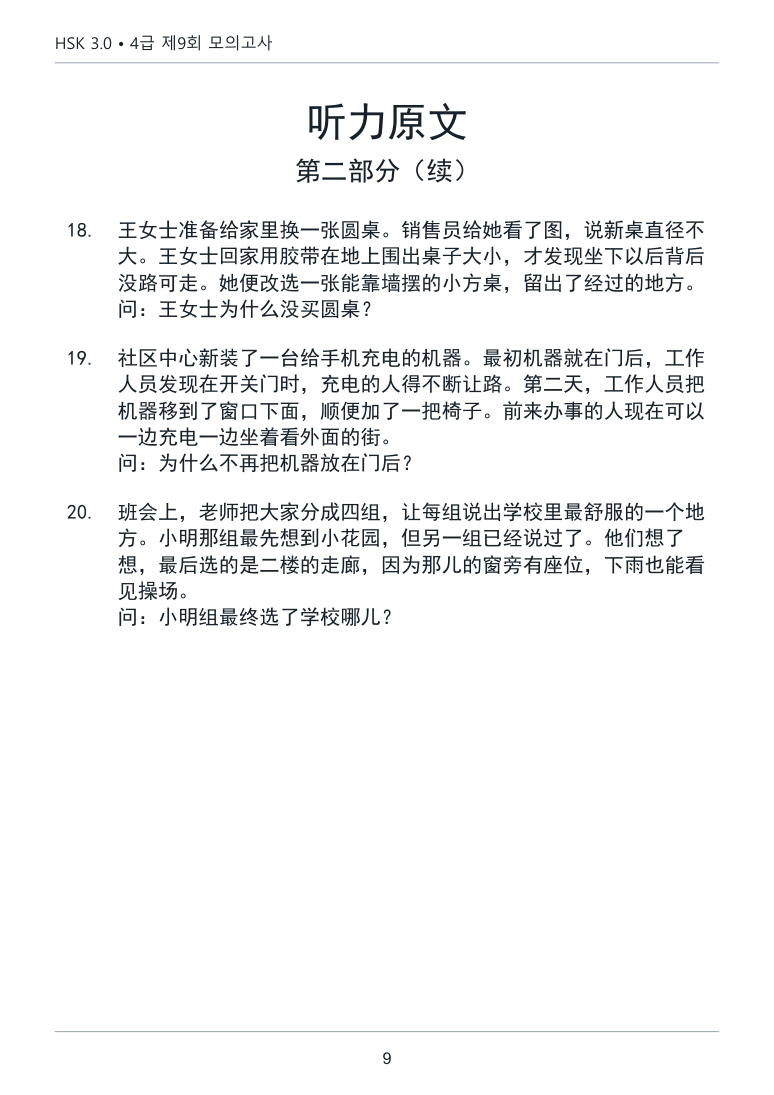 HSK 3.0 • 4급 제9회 모의고사
听力原文
第二部分（续）
18. 王女士准备给家里换一张圆桌。销售员给她看了图，说新桌直径不
大。王女士回家用胶带在地上围出桌子大小，才发现坐下以后背后
没路可走。她便改选一张能靠墙摆的小方桌，留出了经过的地方。
问：王女士为什么没买圆桌？
19. 社区中心新装了一台给手机充电的机器。最初机器就在门后，工作
人员发现在开关门时，充电的人得不断让路。第二天，工作人员把
机器移到了窗口下面，顺便加了一把椅子。前来办事的人现在可以
一边充电一边坐着看外面的街。
问：为什么不再把机器放在门后？
20. 班会上，老师把大家分成四组，让每组说出学校里最舒服的一个地
方。小明那组最先想到小花园，但另一组已经说过了。他们想了
想，最后选的是二楼的走廊，因为那儿的窗旁有座位，下雨也能看
见操场。
问：小明组最终选了学校哪儿？
9